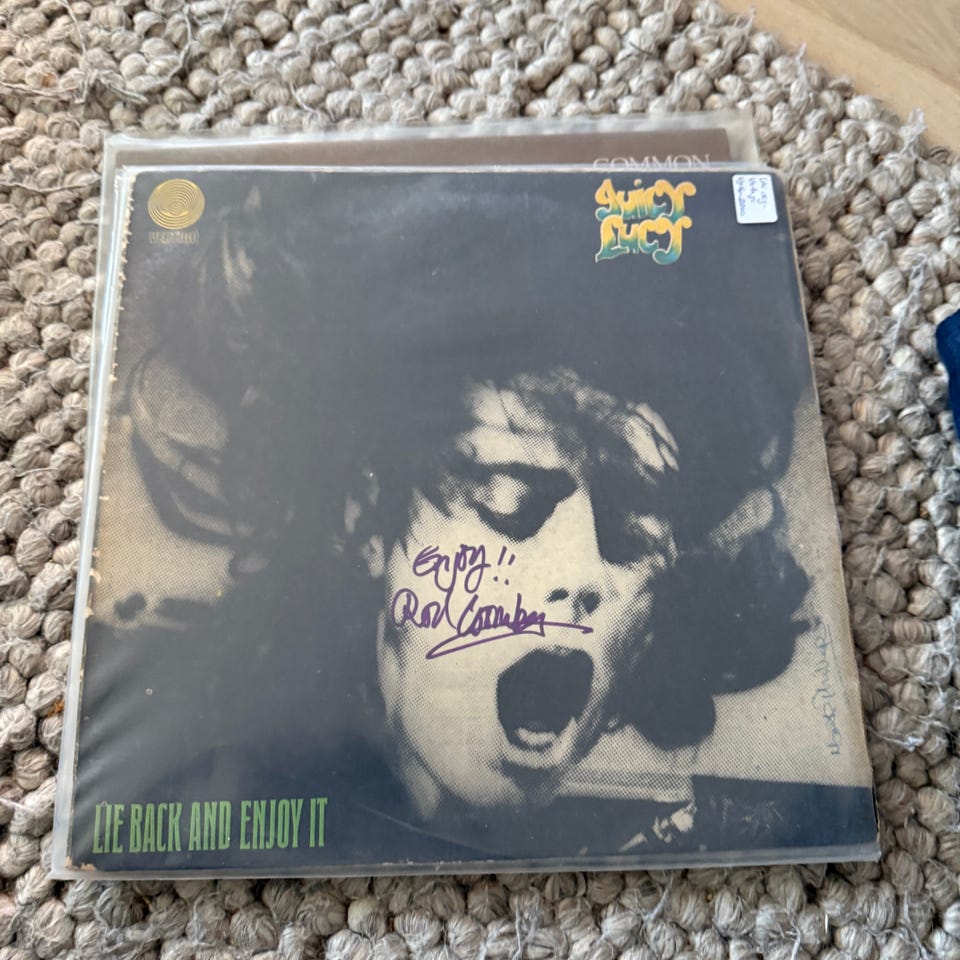 COMMON
VERTIGO
Juicy
Lucy
Enjoy!!
Rod Coombes
LIE BACK AND ENJOY IT